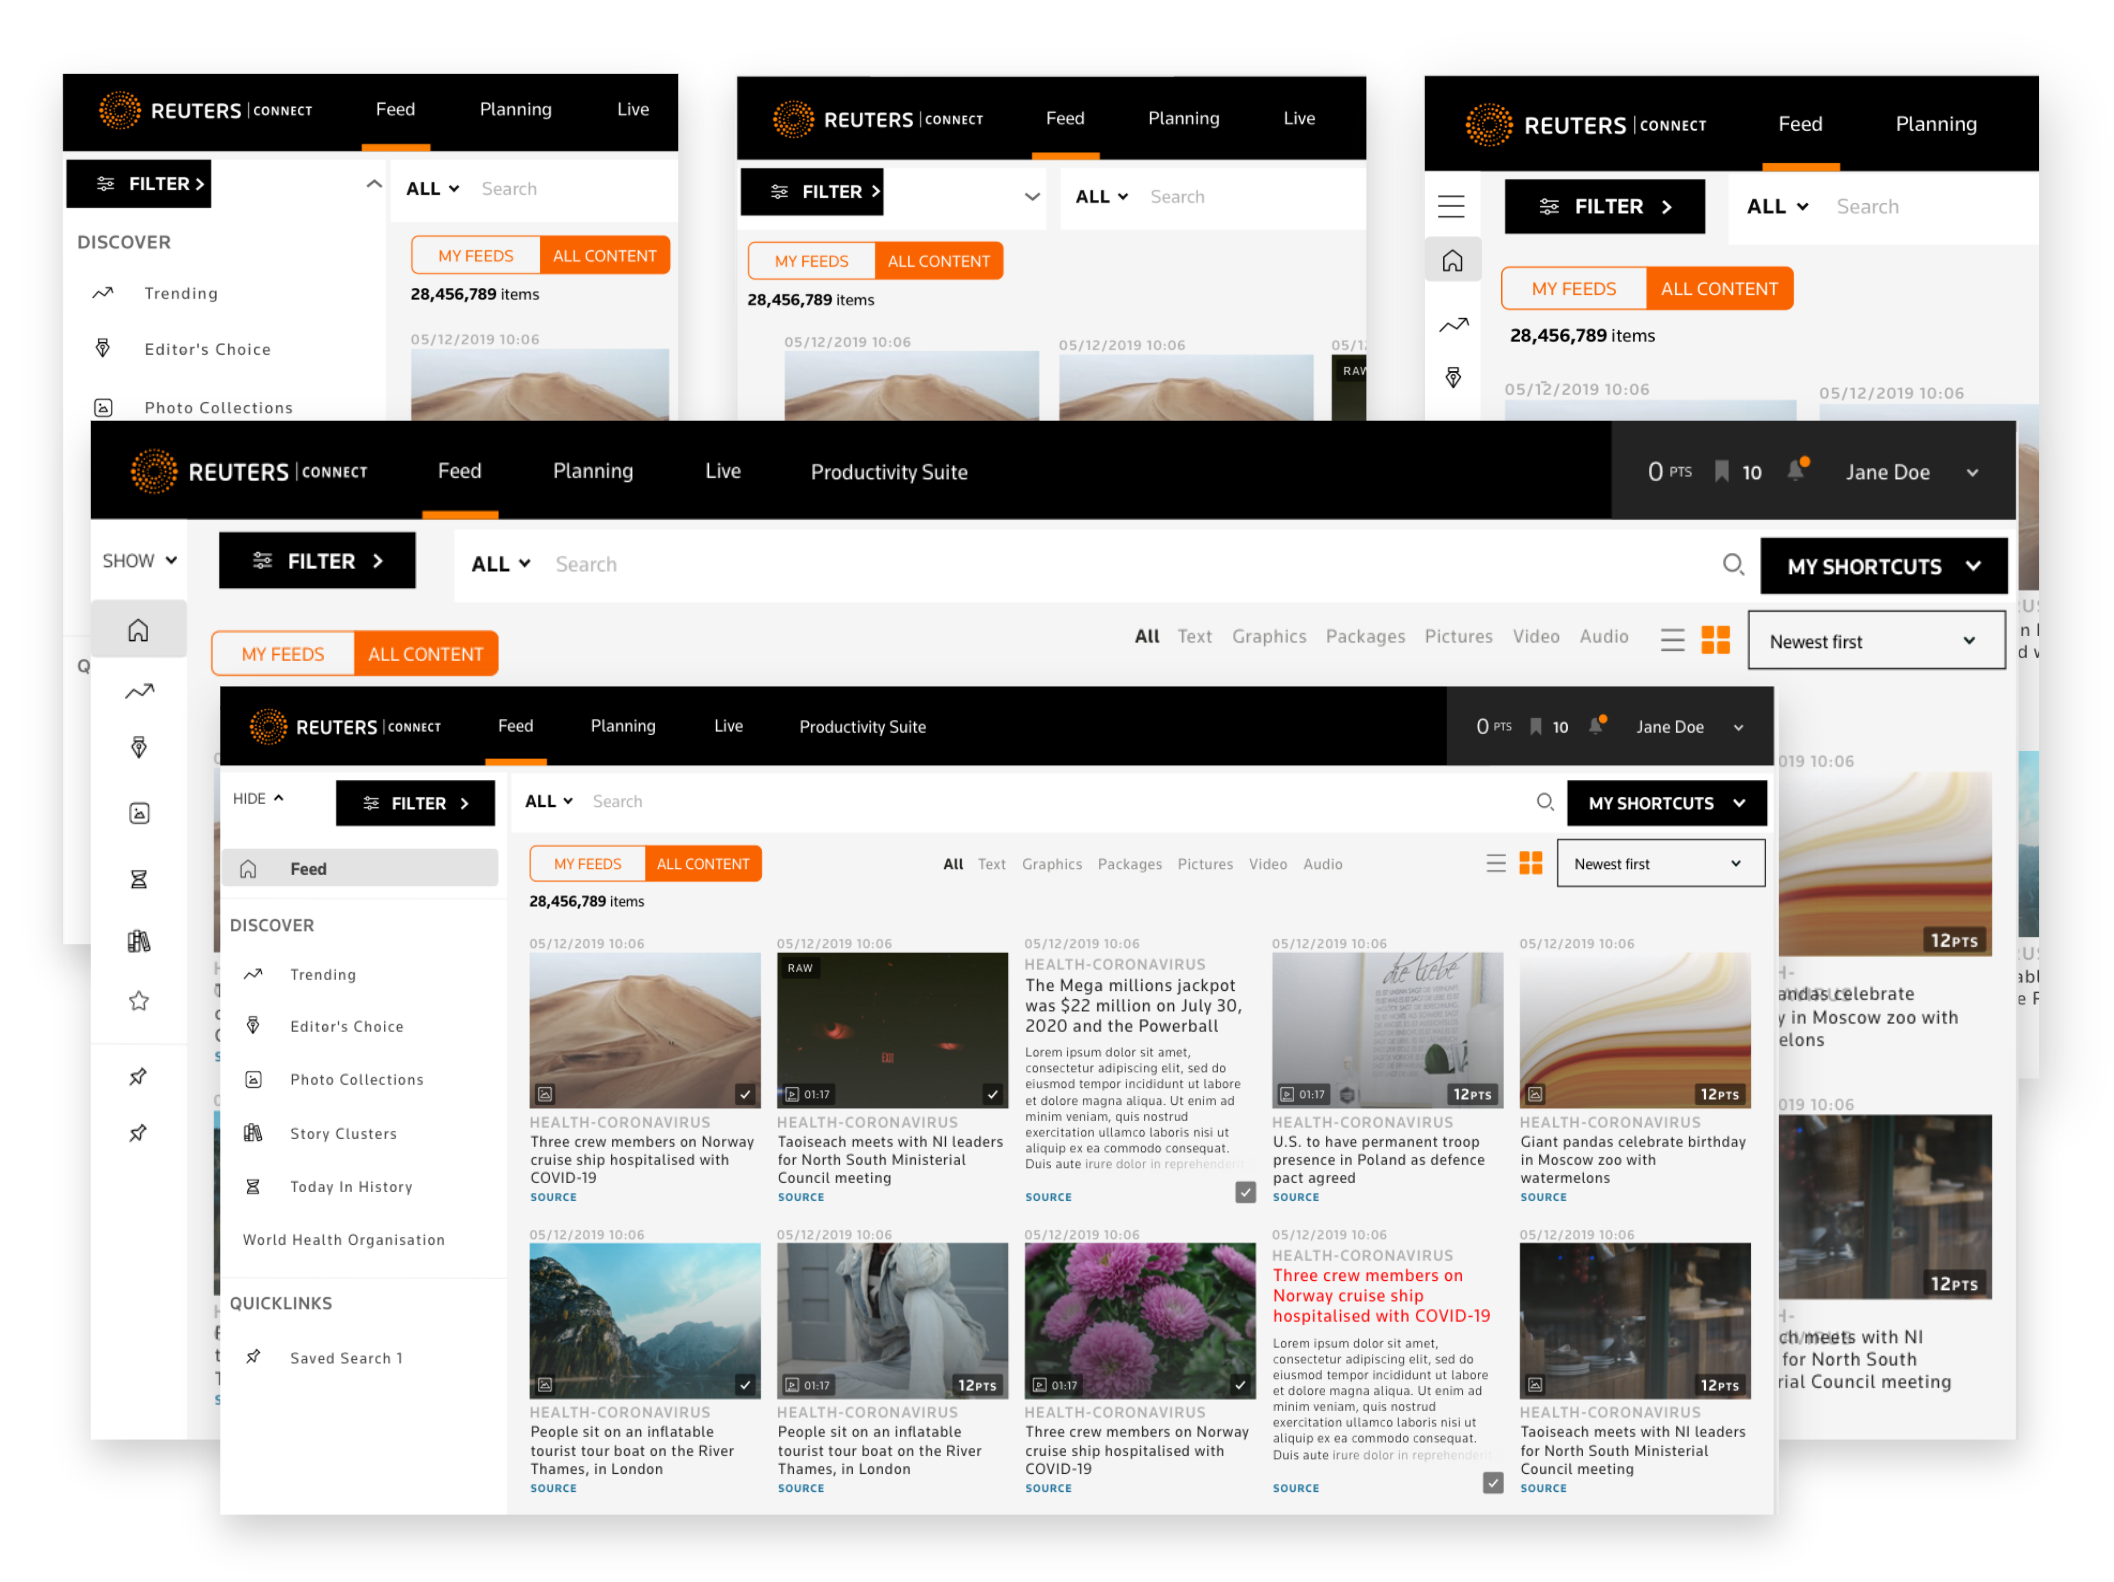 REUTERS CONNECT Feed Planning Live
FILTER ALL Search
DISCOVER
MY FEEDS ALL CONTENT
Trending
28,456,789 items
Editor's Choice
05/12/2019 10:06
Photo Collections
REUTERS CONNECT Feed Planning Live
FILTER ALL Search
MY FEEDS ALL CONTENT
28,456,789 items
05/12/2019 10:06 05/12/2019 10:06 05/1
RAW
REUTERS CONNECT Feed Planning
FILTER ALL Search
MY FEEDS ALL CONTENT
28,456,789 items
05/12/2019 10:06 05/12/2019 10:06
REUTERS CONNECT Feed Planning Live Productivity Suite 0 PTS 10 Jane Doe
SHOW FILTER ALL Search MY SHORTCUTS
MY FEEDS ALL CONTENT All Text Graphics Packages Pictures Video Audio Newest first
019 10:06
12PTS
celebrate
y in Moscow zoo with
elons
019 10:06
12PTS
meets with NI
for North South
rial Council meeting
REUTERS CONNECT Feed Planning Live Productivity Suite 0 PTS 10 Jane Doe
HIDE FILTER ALL Search MY SHORTCUTS
Feed
DISCOVER
Trending
Editor's Choice
Photo Collections
Story Clusters
Today In History
World Health Organisation
QUICKLINKS
Saved Search 1
MY FEEDS ALL CONTENT All Text Graphics Packages Pictures Video Audio Newest first
28,456,789 items
05/12/2019 10:06
HEALTH-CORONAVIRUS
Three crew members on Norway
cruise ship hospitalised with
COVID-19
SOURCE
05/12/2019 10:06
RAW
EXIT
01:17
HEALTH-CORONAVIRUS
Taoiseach meets with NI leaders
for North South Ministerial
Council meeting
SOURCE
05/12/2019 10:06
HEALTH-CORONAVIRUS
The Mega millions jackpot
was $22 million on July 30,
2020 and the Powerball
Lorem ipsum dolor sit amet,
consectetur adipiscing elit, sed do
eiusmod tempor incididunt ut labore
et dolore magna aliqua. Ut enim ad
minim veniam, quis nostrud
exercitation ullamco laboris nisi ut
aliquip ex ea commodo consequat.
Duis aute irure dolor in reprehenderit
SOURCE
05/12/2019 10:06
die liebe
01:17 12PTS
HEALTH-CORONAVIRUS
U.S. to have permanent troop
presence in Poland as defence
pact agreed
SOURCE
05/12/2019 10:06
12PTS
HEALTH-CORONAVIRUS
Giant pandas celebrate birthday
in Moscow zoo with
watermelons
SOURCE
05/12/2019 10:06
HEALTH-CORONAVIRUS
People sit on an inflatable
tourist tour boat on the River
Thames, in London
SOURCE
05/12/2019 10:06
01:17 12PTS
HEALTH-CORONAVIRUS
People sit on an inflatable
tourist tour boat on the River
Thames, in London
SOURCE
05/12/2019 10:06
01:17
HEALTH-CORONAVIRUS
Three crew members on Norway
cruise ship hospitalised with
COVID-19
SOURCE
05/12/2019 10:06
HEALTH-CORONAVIRUS
Three crew members on
Norway cruise ship
hospitalised with COVID-19
Lorem ipsum dolor sit amet,
consectetur adipiscing elit, sed do
eiusmod tempor incididunt ut labore
et dolore magna aliqua. Ut enim ad
minim veniam, quis nostrud
exercitation ullamco laboris nisi ut
aliquip ex ea commodo consequat.
Duis aute irure dolor in reprehenderit
SOURCE
05/12/2019 10:06
12PTS
HEALTH-CORONAVIRUS
Taoiseach meets with NI leaders
for North South Ministerial
Council meeting
SOURCE